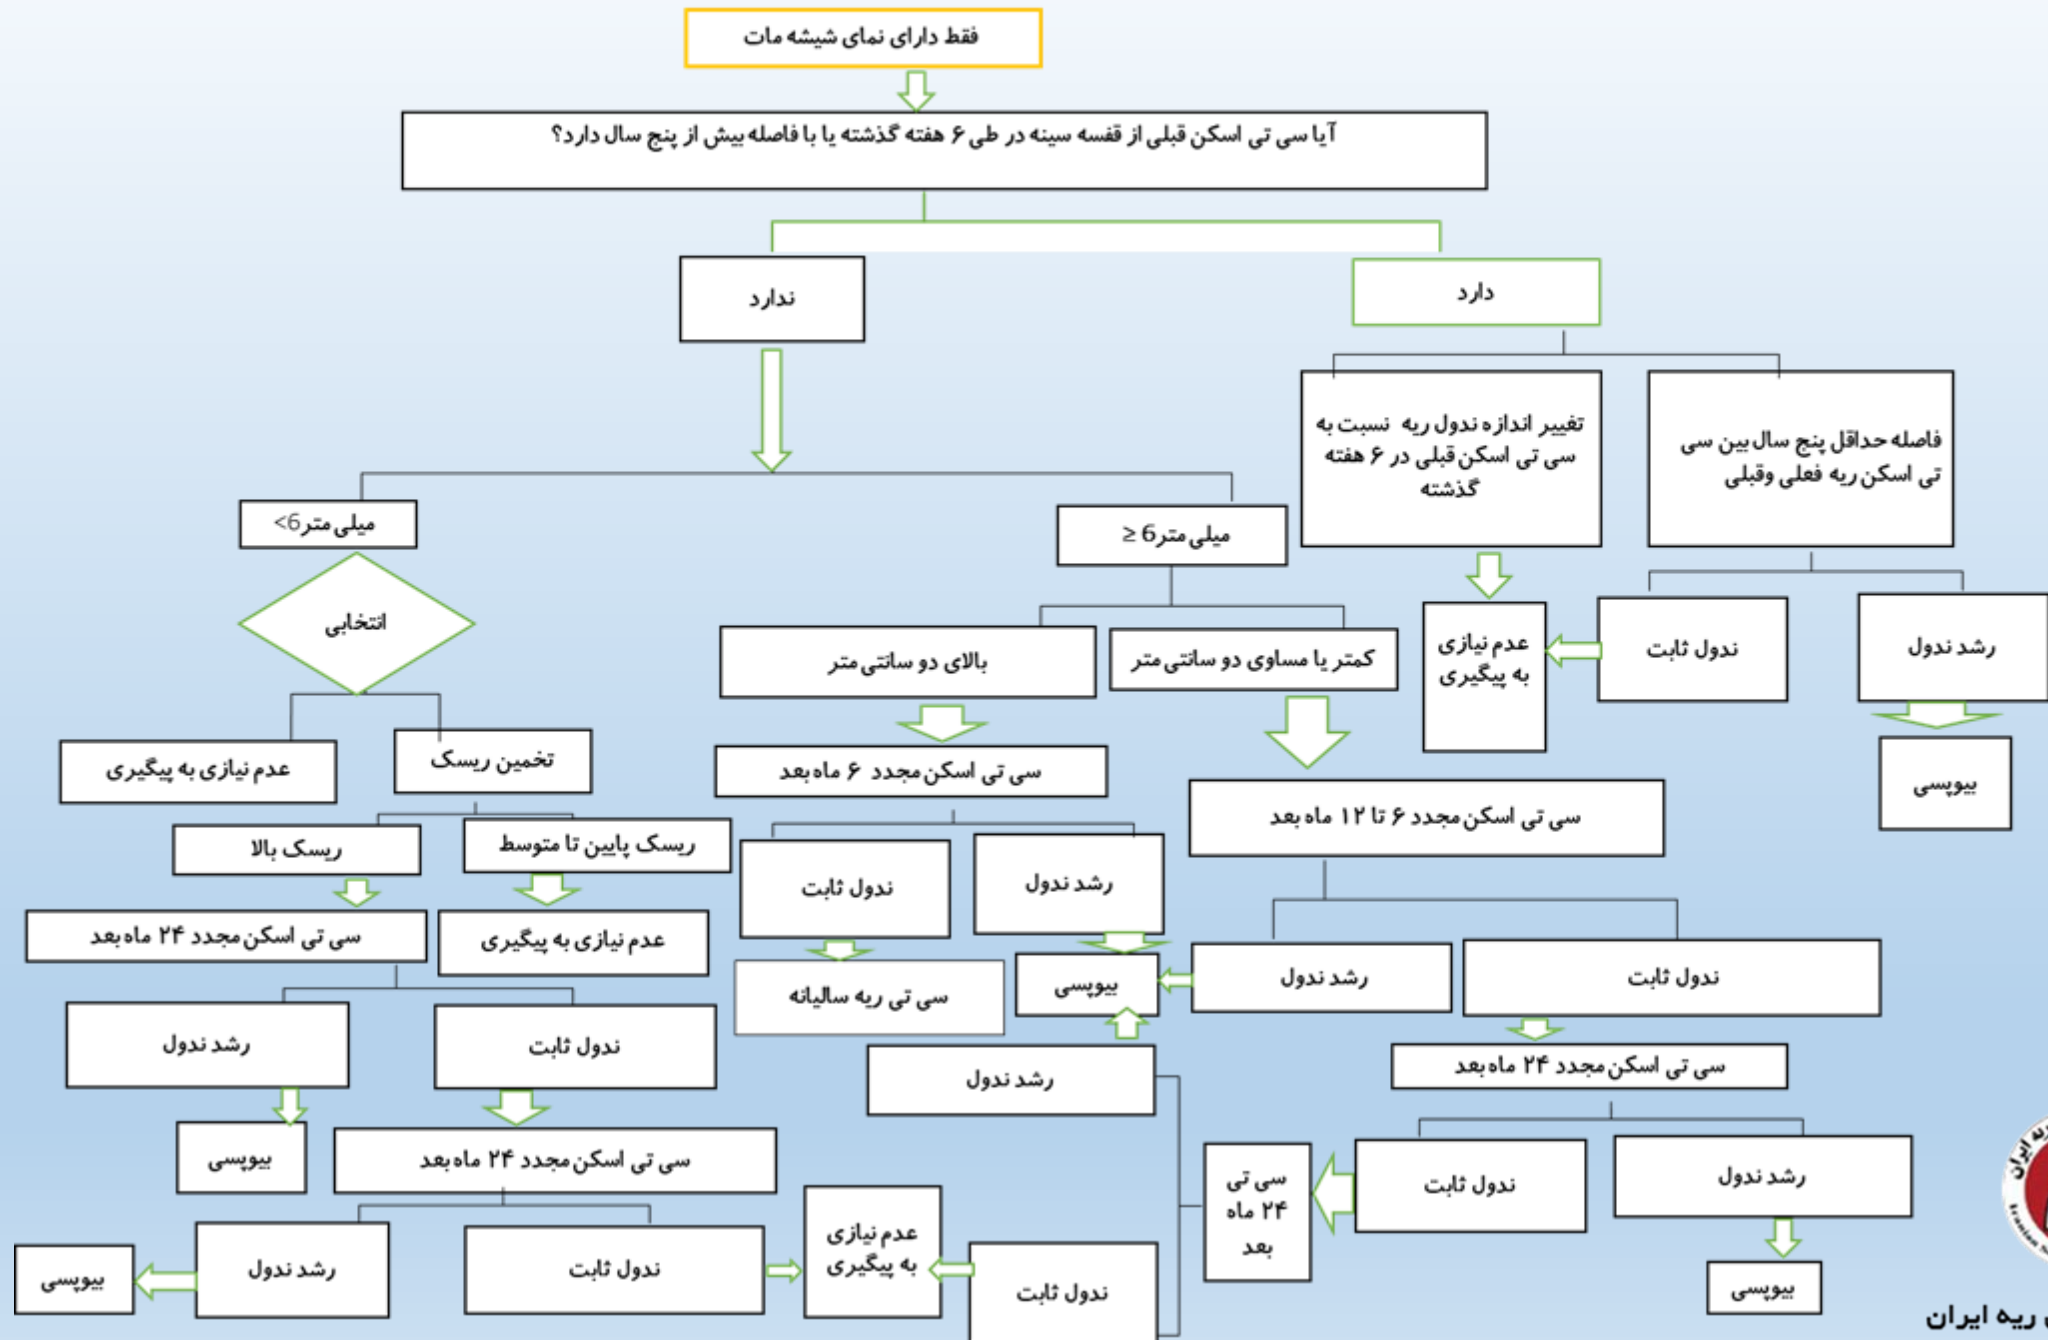 فقط دارای نمای شیشه مات
آیا سی تی اسکن قبلی از قفسه سینه در طی ۶ هفته گذشته یا با فاصله بیش از پنج سال دارد؟
دارد
ندارد
فاصله حداقل پنج سال بین سی
تی اسکن ریه فعلی وقبلی
تغییر اندازه ندول ریه نسبت به
سی تی اسکن قبلی در ۶ هفته
گذشته
میلی متر6 ≤
میلی متر6>
رشد ندول
ندول ثابت
عدم نیازی
به پیگیری
کمتر یا مساوی دو سانتی متر
بالای دو سانتی متر
انتخابی
بیوپسی
سی تی اسکن مجدد ۶ تا ۱۲ ماه بعد
سی تی اسکن مجدد ۶ ماه بعد
تخمین ریسک
عدم نیازی به پیگیری
رشد ندول
ندول ثابت
ریسک پایین تا متوسط
ریسک بالا
ندول ثابت
رشد ندول
بیوپسی
سی تی ریه سالیانه
عدم نیازی به پیگیری
سی تی اسکن مجدد ۲۴ ماه بعد
سی تی اسکن مجدد ۲۴ ماه بعد
رشد ندول
ندول ثابت
رشد ندول
رشد ندول
ندول ثابت
سی تی
۲۴ ماه
بعد
سی تی اسکن مجدد ۲۴ ماه بعد
بیوپسی
بیوپسی
ندول ثابت
عدم نیازی
به پیگیری
ندول ثابت
رشد ندول
بیوپسی
ریه ایران
ریه ایران